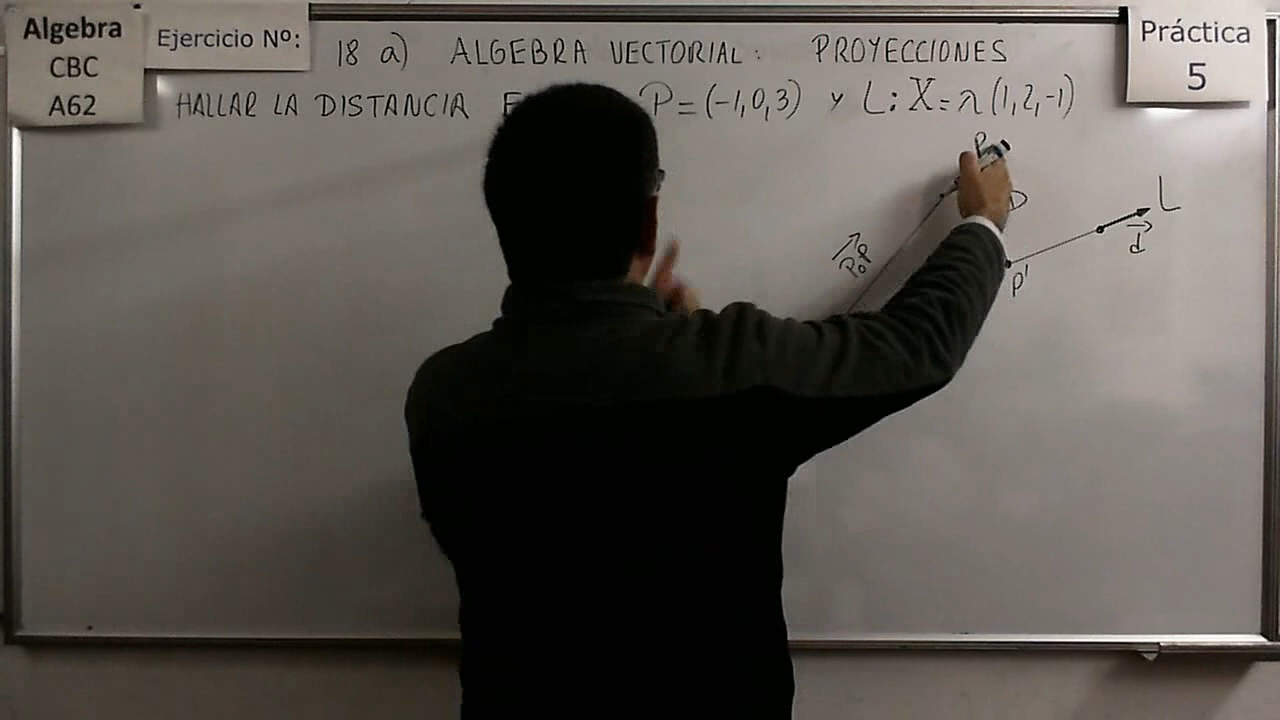 Algebra
CBC
A62
Ejercicio Nº:
18 a) ALGEBRA VECTORIAL: PROYECCIONES
Práctica
5
HALLAR LA DISTANCIA P=(-1,0,3) y L: X=λ(1,2,-1)
P
D
L
d
P₀P
P'